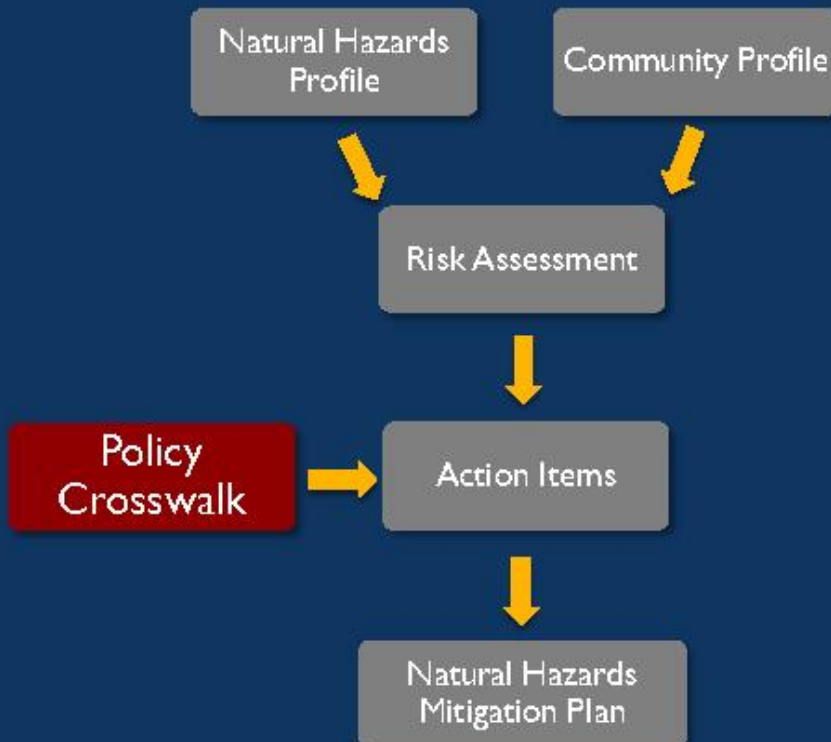 Natural Hazards
Profile
Community Profile
Risk Assessment
Policy
Crosswalk
Action Items
Natural Hazards
Mitigation Plan